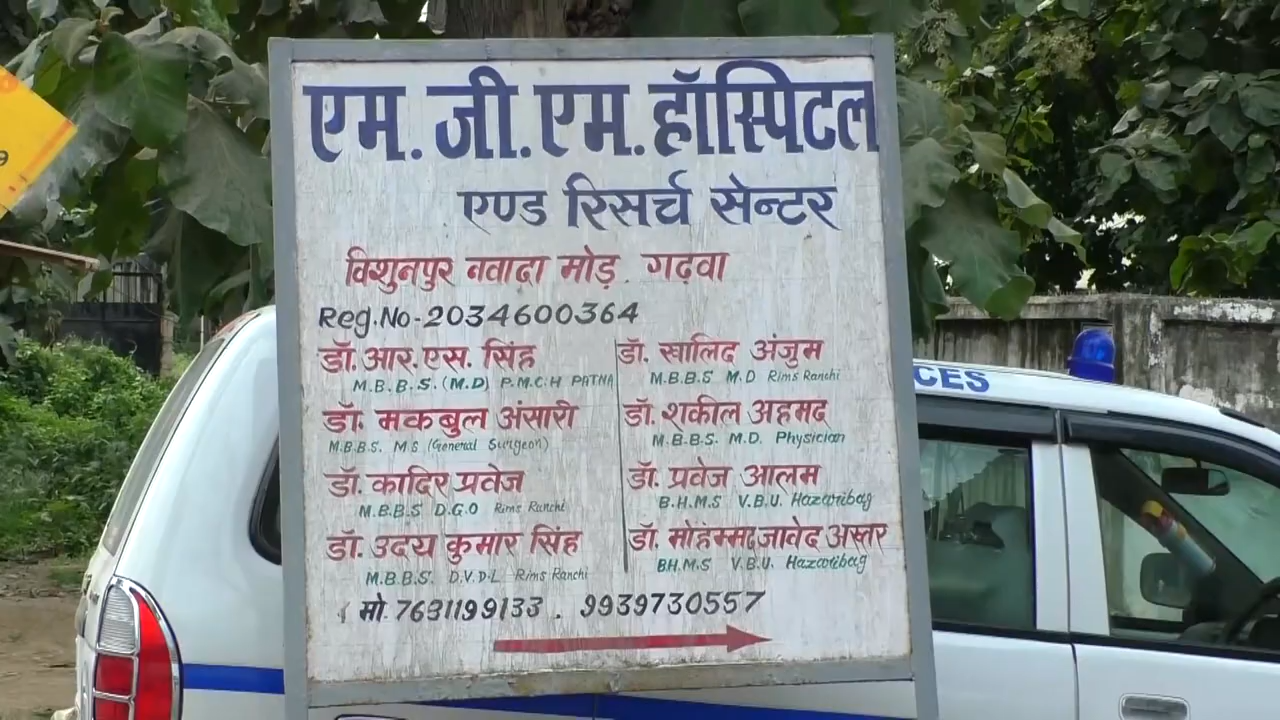 एम. जी. एम. हॉस्पिटल
एण्ड रिसर्च सेन्टर
विशुनपुर नवादा मोड़ गढ़वा
Reg.No-2034600364
डॉ. आर. एस. सिंह
M.B.B.S. (M.D) P.M.C.H PATNA
डॉ. मकबुल अंसारी
M.B.B.S. M S (General Surgeon)
डॉ. कादिर प्रवेज
M.B.B.S D.G.O Rims Ranchi
डॉ. उदय कुमार सिंह
M.B.B.S. D.V.D.L Rims Ranchi
डॉ. खालिद अंजुम
M.B.B.S M.D Rims Ranchi
डॉ. शकील अहमद
M.B.B.S. M.D. Physician
डॉ. प्रवेज आलम
B.H.M.S V.B.U. Hazaribag
डॉ. मोहम्मद जावेद अख्तर
B.H.M.S V.B.U. Hazaribag
मो. 7631199133 . 9939730557
CES
9